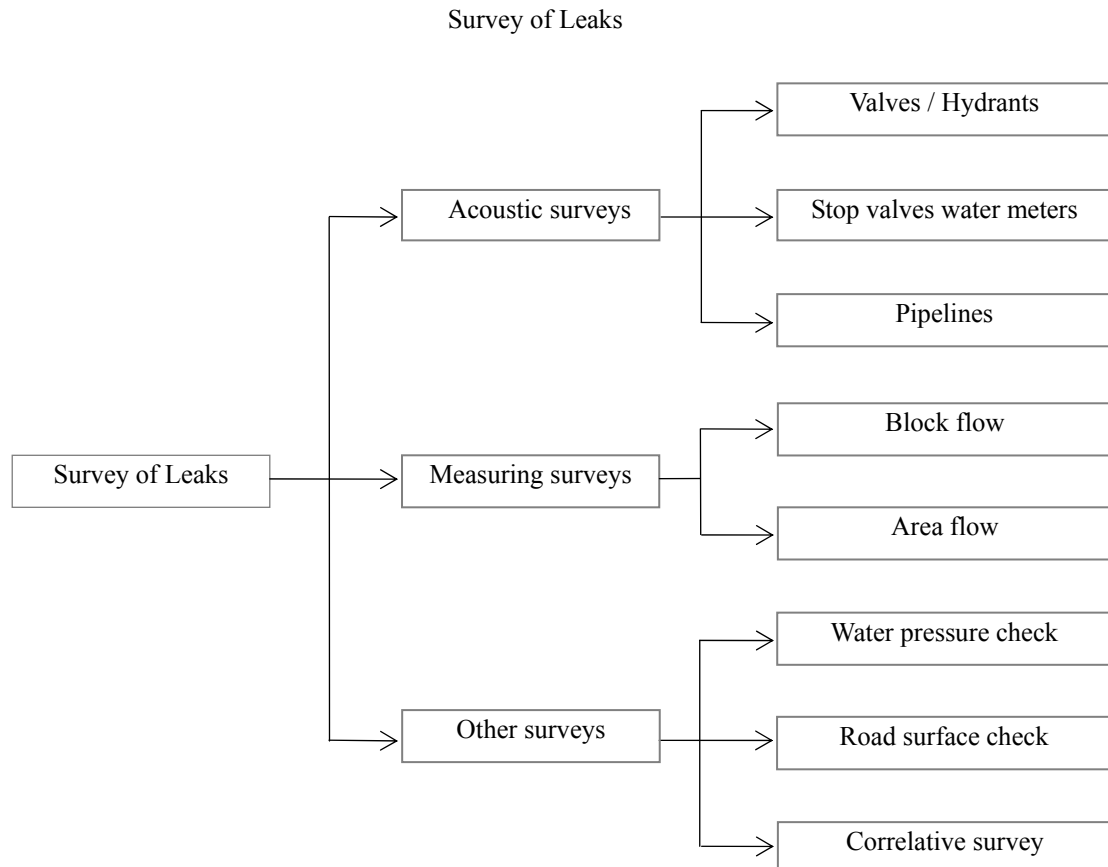 Survey of Leaks
Valves / Hydrants
Acoustic surveys
Stop valves water meters
Pipelines
Block flow
Survey of Leaks
Measuring surveys
Area flow
Water pressure check
Other surveys
Road surface check
Correlative survey